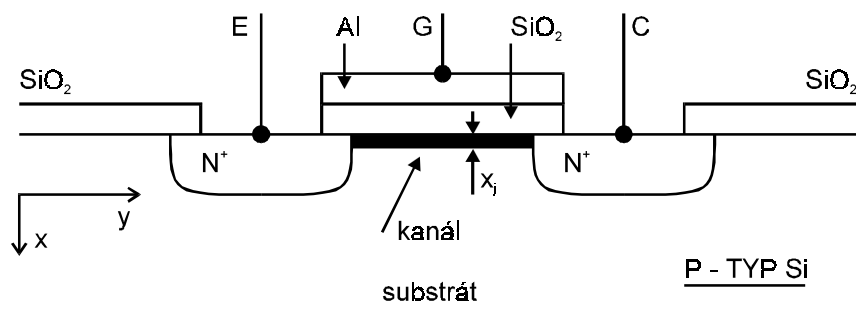 E Al G SiO₂ C
SiO₂ SiO₂
N⁺ N⁺
xⱼ
y
x
kanál
P - TYP Si
substrát